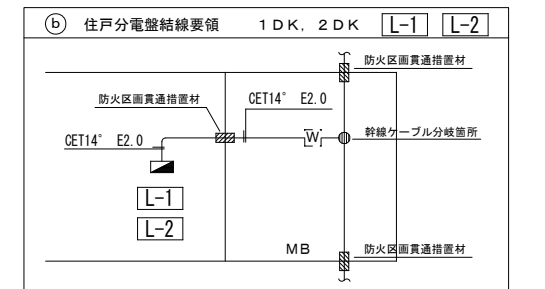 ⓑ 住戸分電盤結線要領 1DK, 2DK L-1 L-2
防火区画貫通措置材
防火区画貫通措置材
CET14° E2.0
CET14° E2.0
W
幹線ケーブル分岐箇所
L-1
L-2
MB
防火区画貫通措置材